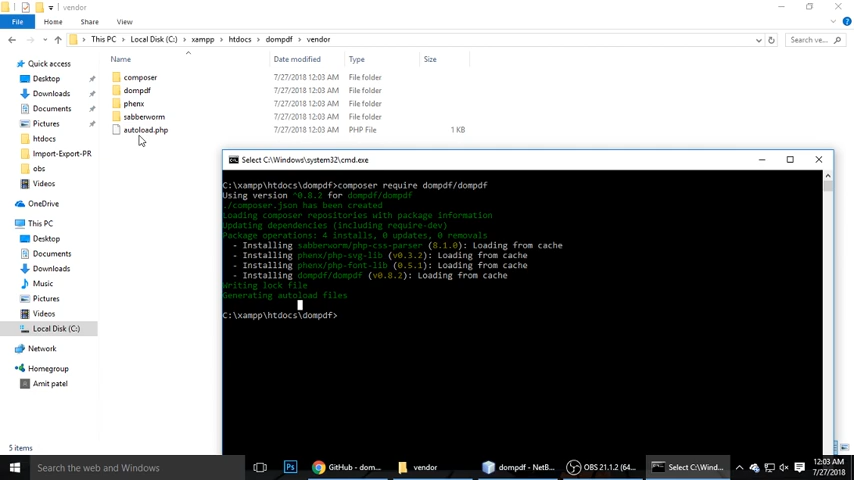 vendor
File
Home
Share
View
This PC > Local Disk (C:) > xampp > htdocs > dompdf > vendor
Search ve...
Name
Date modified
Type
Size
Quick access
Desktop
Downloads
Documents
Pictures
htdocs
Import-Export-PR
obs
Videos
OneDrive
This PC
Desktop
Documents
Downloads
Music
Pictures
Videos
Local Disk (C:)
Network
Homegroup
Amit patel
composer 7/27/2018 12:03 AM File folder
dompdf 7/27/2018 12:03 AM File folder
phenx 7/27/2018 12:03 AM File folder
sabberworm 7/27/2018 12:03 AM File folder
autoload.php 7/27/2018 12:03 AM PHP File 1 KB
Select C:\Windows\system32\cmd.exe
C:\xampp\htdocs\dompdf>composer require dompdf/dompdf
Using version ^0.8.2 for dompdf/dompdf
./composer.json has been created
Loading composer repositories with package information
Updating dependencies (including require-dev)
Package operations: 4 installs, 0 updates, 0 removals
- Installing sabberworm/php-css-parser (8.1.0): Loading from cache
- Installing phenx/php-svg-lib (v0.3.2): Loading from cache
- Installing phenx/php-font-lib (0.5.1): Loading from cache
- Installing dompdf/dompdf (v0.8.2): Loading from cache
Writing lock file
Generating autoload files
C:\xampp\htdocs\dompdf>
5 items
Search the web and Windows
Ps
GitHub - dom...
vendor
dompdf - NetB...
OBS 21.1.2 (64...
Select C:\Wind...
12:03 AM
7/27/2018